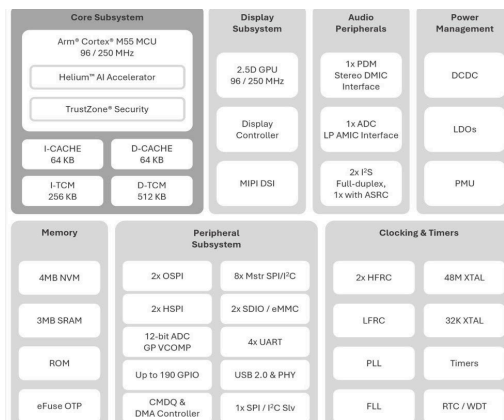 Core Subsystem
Arm® Cortex® M55 MCU
96 / 250 MHz
Helium™ AI Accelerator
TrustZone® Security
I-CACHE
64 KB
D-CACHE
64 KB
I-TCM
256 KB
D-TCM
512 KB
Display
Subsystem
2.5D GPU
96 / 250 MHz
Display
Controller
MIPI DSI
Audio
Peripherals
1x PDM
Stereo DMIC
Interface
1x ADC
LP AMIC Interface
2x I²S
Full-duplex,
1x with ASRC
Power
Management
DCDC
LDOs
PMU
Memory
4MB NVM
3MB SRAM
ROM
eFuse OTP
Peripheral
Subsystem
2x OSPI
8x Mstr SPI/I²C
2x HSPI
2x SDIO / eMMC
12-bit ADC
GP VCOMP
4x UART
Up to 190 GPIO
USB 2.0 & PHY
CMDQ &
DMA Controller
1x SPI / I²C Slv
Clocking & Timers
2x HFRC
48M XTAL
LFRC
32K XTAL
PLL
Timers
FLL
RTC / WDT